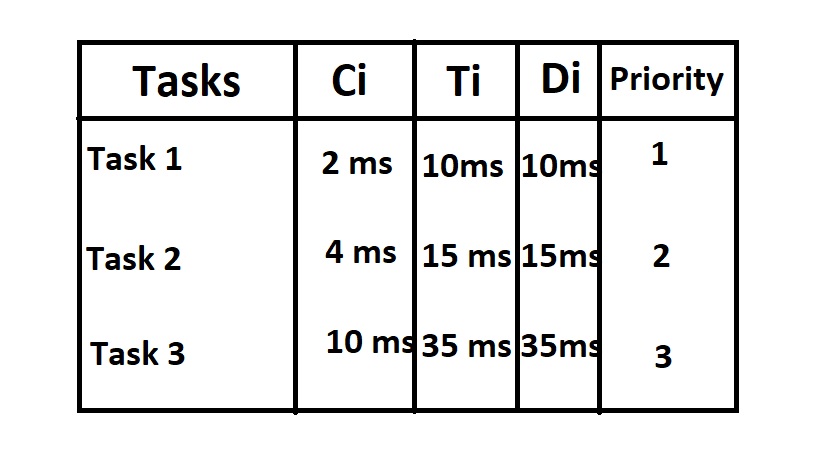 Tasks Ci Ti Di Priority
Task 1 2 ms 10ms 10ms 1
Task 2 4 ms 15 ms 15ms 2
Task 3 10 ms 35 ms 35ms 3